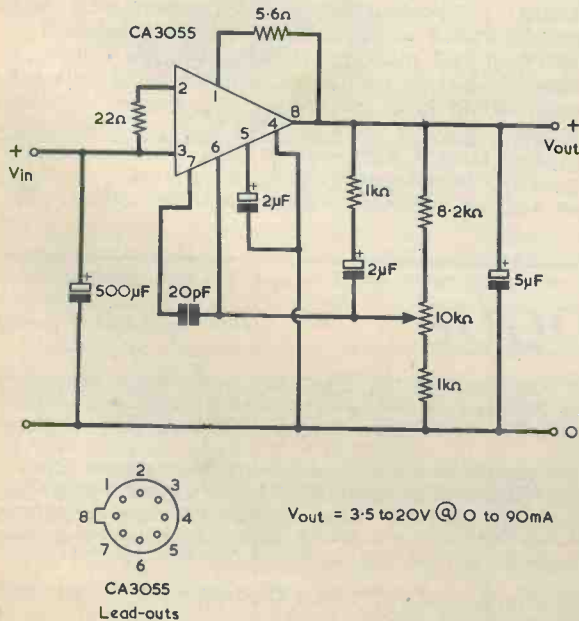 CA3055
5·6Ω
2
1
8
22Ω
4
5
6
+
3
7
Vin
+
Vout
+
2µF
1kΩ
8·2kΩ
+
500µF
20pF
+
2µF
10kΩ
+
5µF
1kΩ
O
1 2 3
8 4
7 6 5
CA3055
Lead-outs
Vout = 3·5 to 20V @ O to 90mA